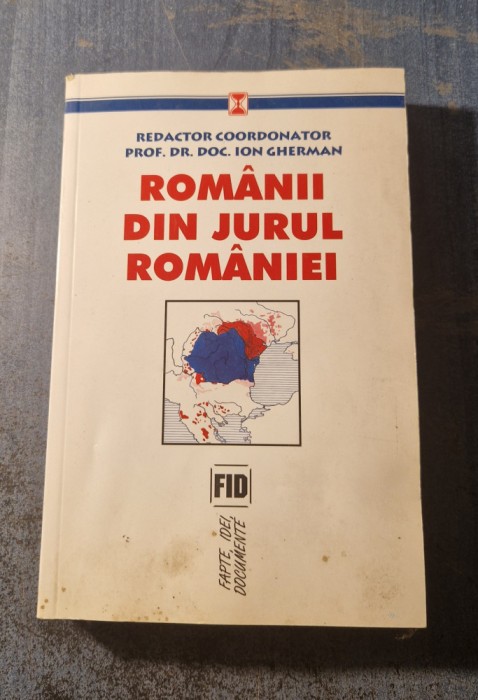 REDACTOR COORDONATOR
PROF. DR. DOC. ION GHERMAN
ROMÂNII
DIN JURUL
ROMÂNIEI
FID
FAPTE, IDEI,
DOCUMENTE